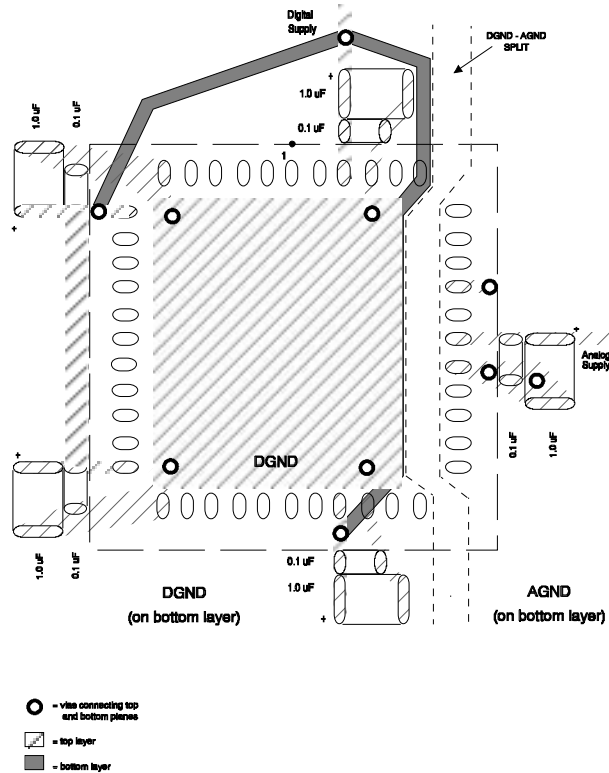 Digital
Supply
DGND - AGND
SPLIT
+
1.0 uF
0.1 uF
1.0 uF
0.1 uF
1
+
+
Analog
Supply
DGND
+
0.1 uF
1.0 uF
1.0 uF
0.1 uF
0.1 uF
1.0 uF
+
DGND
(on bottom layer)
AGND
(on bottom layer)
= vias connecting top
and bottom planes
= top layer
= bottom layer